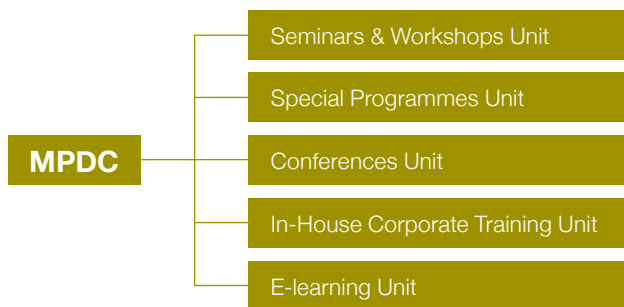 Seminars & Workshops Unit
Special Programmes Unit
MPDC
Conferences Unit
In-House Corporate Training Unit
E-learning Unit